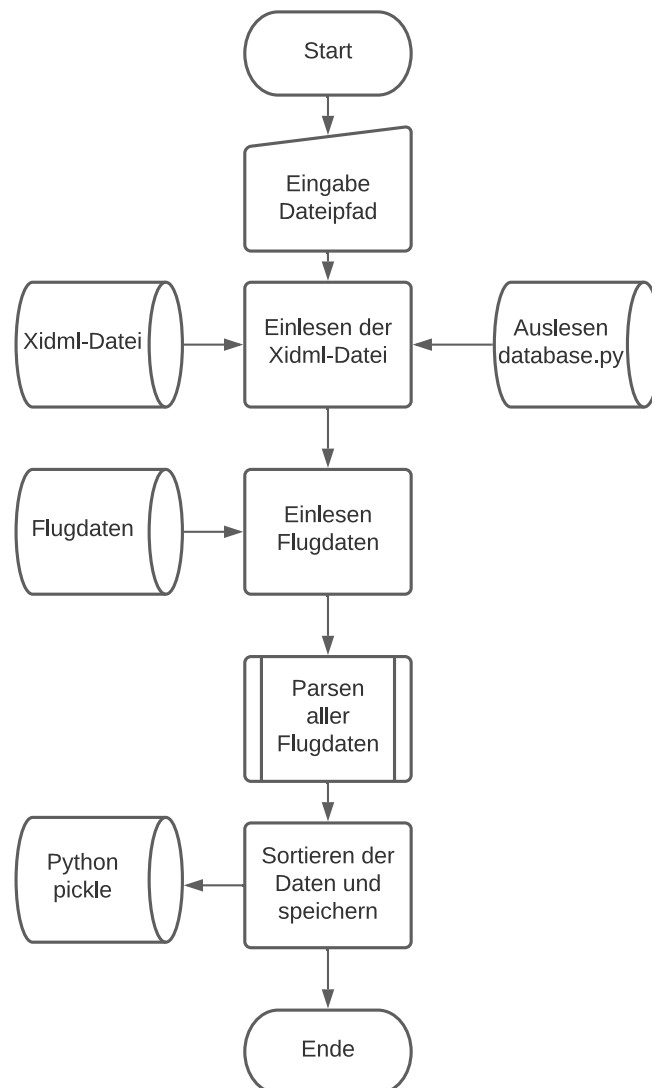 Start
Eingabe
Dateipfad
Xidml-Datei
Einlesen der
Xidml-Datei
Auslesen
database.py
Flugdaten
Einlesen
Flugdaten
Parsen
aller
Flugdaten
Python
pickle
Sortieren der
Daten und
speichern
Ende